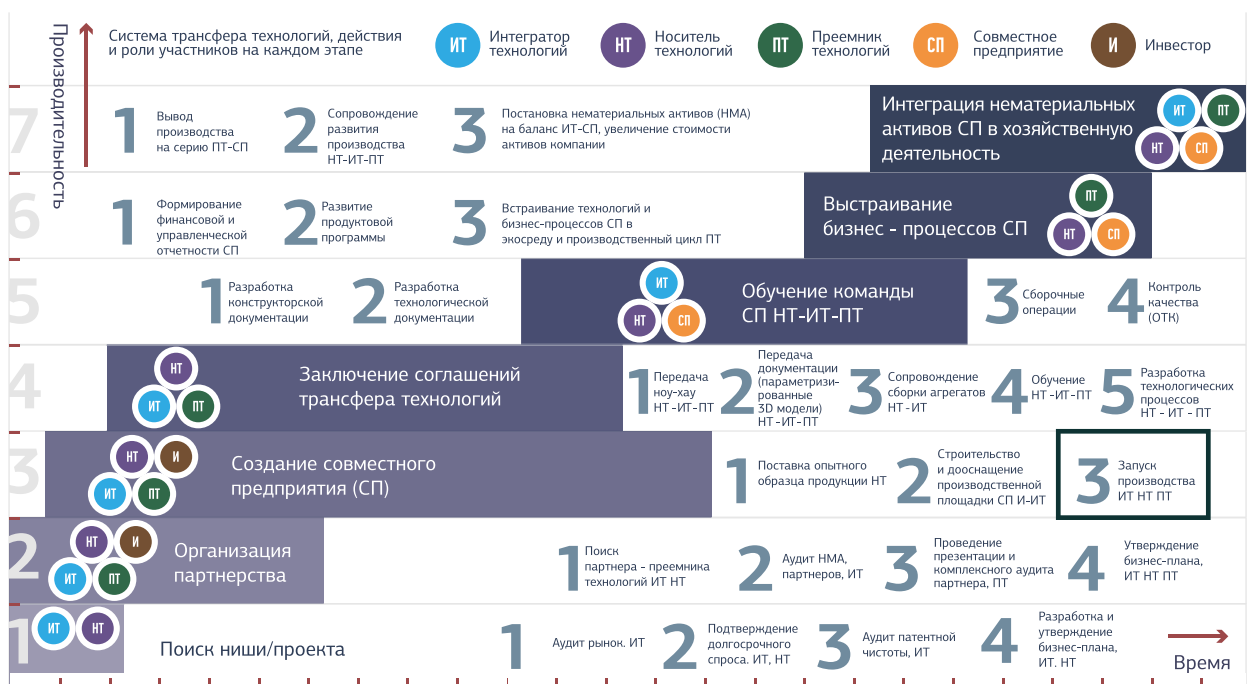 Производительность
Система трансфера технологий, действия
и роли участников на каждом этапе
ИТ
Интегратор
технологий
НТ
Носитель
технологий
ПТ
Преемник
технологий
СП
Совместное
предприятие
И
Инвестор
7
1
Вывод
производства
на серию ПТ-СП
2
Сопровождение
развития
производства
НТ-ИТ-ПТ
3
Постановка нематериальных активов (НМА)
на баланс ИТ-СП, увеличение стоимости
активов компании
Интеграция нематериальных
активов СП в хозяйственную
деятельность
ИТ
ПТ
НТ
СП
6
1
Формирование
финансовой и
управленческой
отчетности СП
2
Развитие
продуктовой
программы
3
Встраивание технологий и
бизнес-процессов СП в
экосреду и производственный цикл ПТ
Выстраивание
бизнес - процессов СП
ПТ
НТ
СП
5
1
Разработка
конструкторской
документации
2
Разработка
технологической
документации
ИТ
НТ
СП
Обучение команды
СП НТ-ИТ-ПТ
3
Сборочные
операции
4
Контроль
качества
(ОТК)
4
НТ
ИТ
ПТ
Заключение соглашений
трансфера технологий
1
Передача
ноу-хау
НТ -ИТ-ПТ
2
Передача
документации
(параметризи-
рованные
3D модели)
НТ -ИТ-ПТ
3
Сопровождение
сборки агрегатов
НТ -ИТ
4
Обучение
НТ -ИТ-ПТ
5
Разработка
технологических
процессов
НТ - ИТ - ПТ
3
НТ
И
ИТ
ПТ
Создание совместного
предприятия (СП)
1
Поставка опытного
образца продукции НТ
2
Строительство
и дооснащение
производственной
площадки СП И-ИТ
3
Запуск
производства
ИТ НТ ПТ
2
НТ
И
ИТ
ПТ
Организация
партнерства
1
Поиск
партнера - преемника
технологий ИТ НТ
2
Аудит НМА,
партнеров, ИТ
3
Проведение
презентации и
комплексного аудита
партнера, ПТ
4
Утверждение
бизнес-плана,
ИТ НТ ПТ
1
ИТ
НТ
Поиск ниши/проекта
1
Аудит рынок. ИТ
2
Подтверждение
долгосрочного
спроса. ИТ, НТ
3
Аудит патентной
чистоты, ИТ
4
Разработка и
утверждение
бизнес-плана,
ИТ. НТ
Время